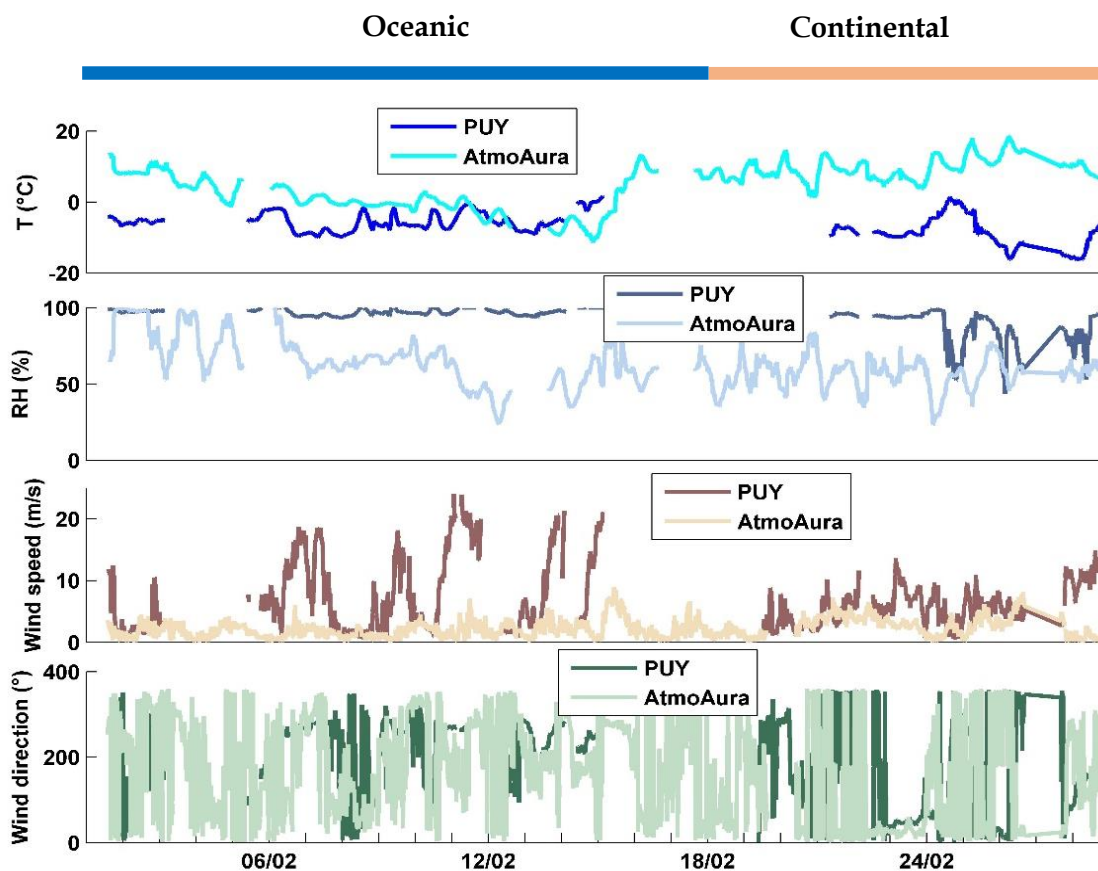 Oceanic Continental
T (°C)
20
0
-20
PUY
AtmoAura
RH (%)
100
50
0
PUY
AtmoAura
Wind speed (m/s)
20
10
0
PUY
AtmoAura
Wind direction (°)
400
200
0
PUY
AtmoAura
06/02 12/02 18/02 24/02